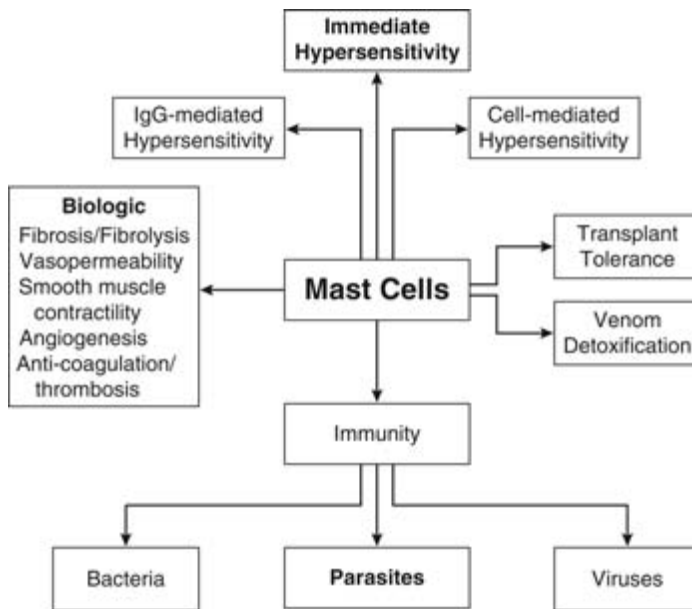 Immediate
Hypersensitivity
IgG-mediated
Hypersensitivity
Cell-mediated
Hypersensitivity
Biologic
Fibrosis/Fibrolysis
Vasopermeability
Smooth muscle
contractility
Angiogenesis
Anti-coagulation/
thrombosis
Mast Cells
Transplant
Tolerance
Venom
Detoxification
Immunity
Bacteria
Parasites
Viruses